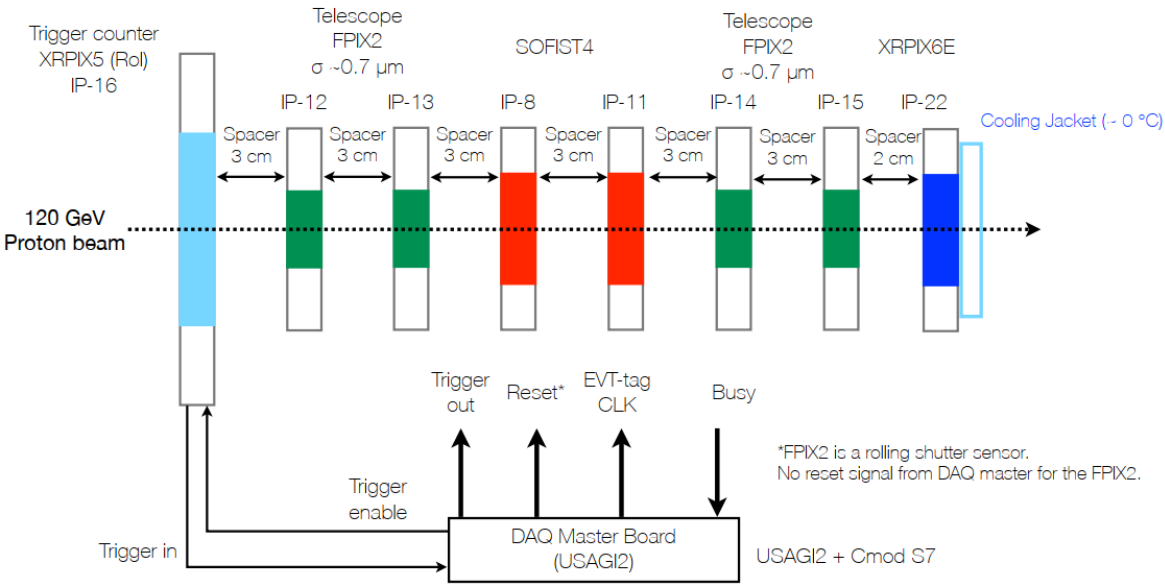 Trigger counter
XRPIX5 (RoI)
IP-16
Telescope
FPIX2
σ ~0.7 μm
SOFIST4
Telescope
FPIX2
σ ~0.7 μm
XRPIX6E
IP-12
IP-13
IP-8
IP-11
IP-14
IP-15
IP-22
Cooling Jacket (~ 0 °C)
Spacer
3 cm
Spacer
3 cm
Spacer
3 cm
Spacer
3 cm
Spacer
3 cm
Spacer
3 cm
Spacer
2 cm
120 GeV
Proton beam
Trigger
out
Reset*
EVT-tag
CLK
Busy
*FPIX2 is a rolling shutter sensor.
No reset signal from DAQ master for the FPIX2.
Trigger
enable
Trigger in
DAQ Master Board
(USAGI2)
USAGI2 + Cmod S7